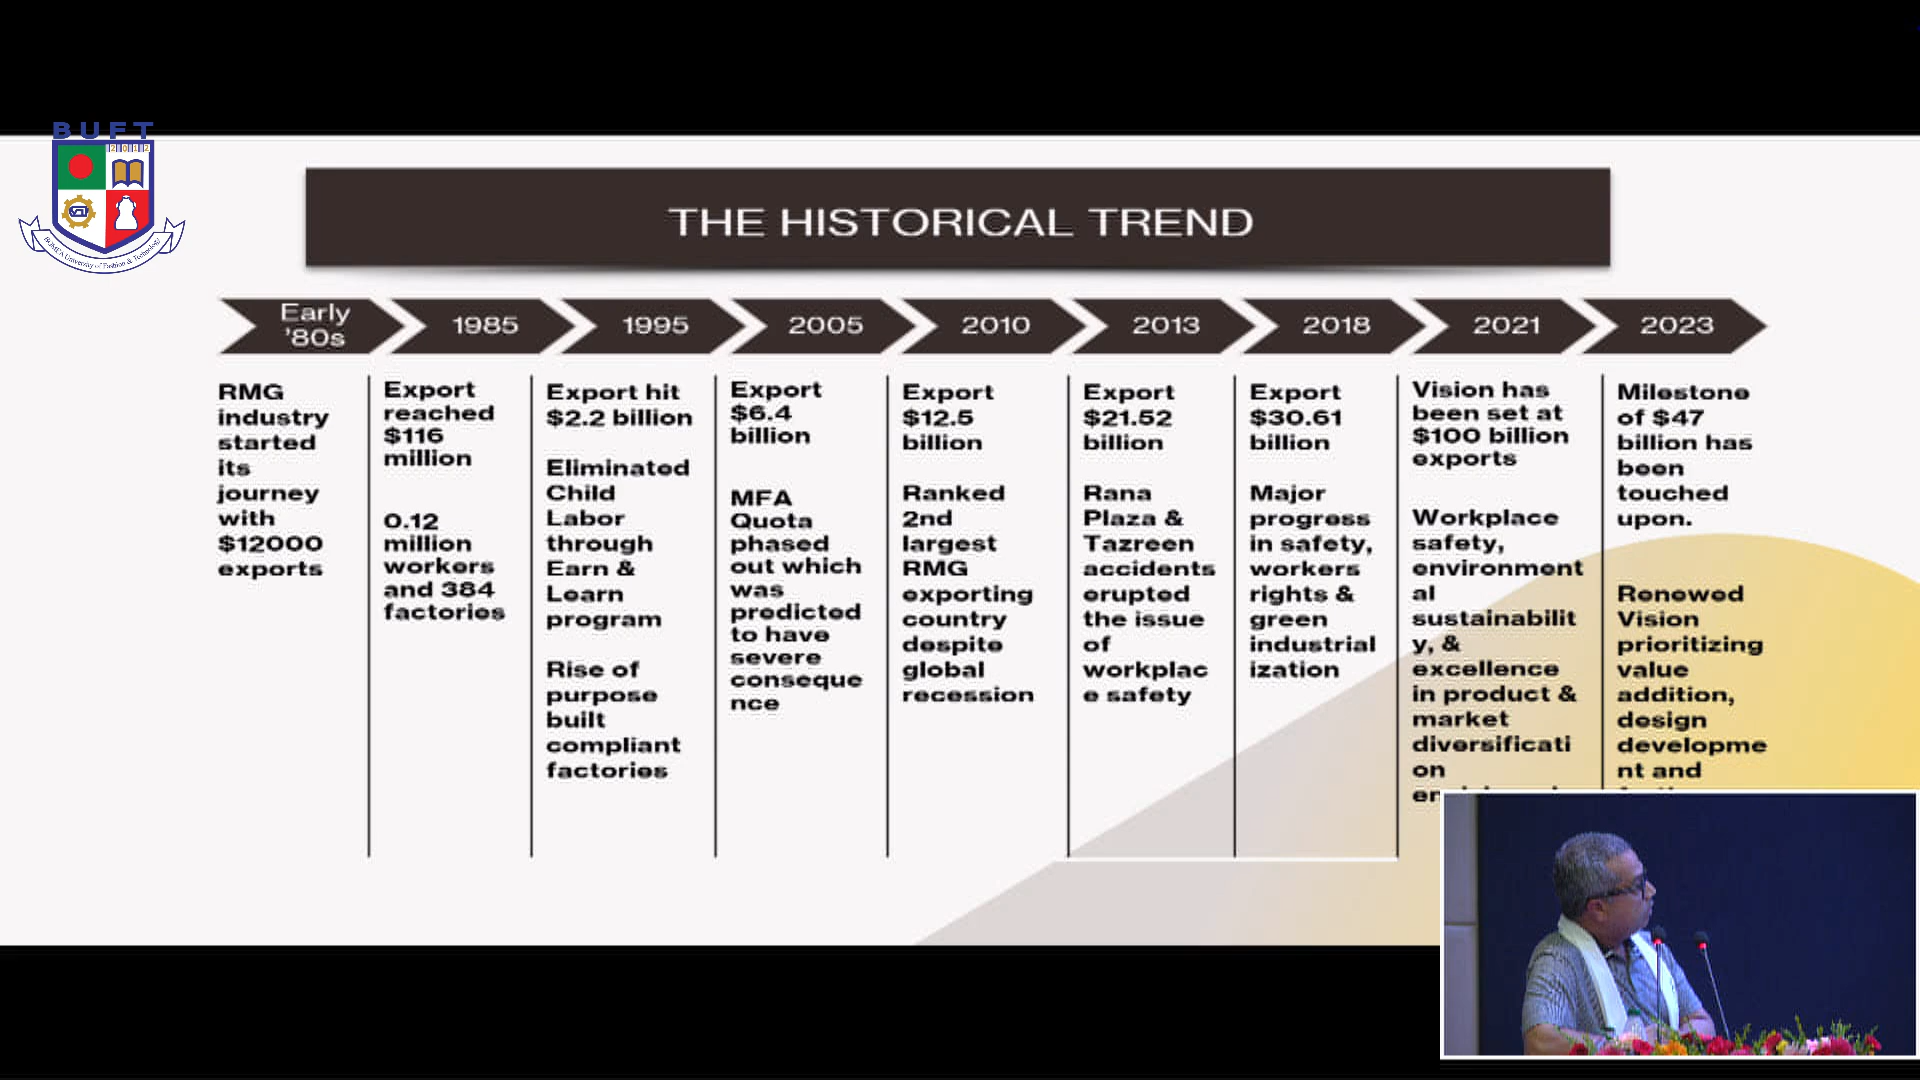 BUFT
2012
BGMEA University of Fashion & Technology
THE HISTORICAL TREND
Early
'80s
1985
1995
2005
2010
2013
2018
2021
2023
RMG
industry
started
its
journey
with
$12000
exports
Export
reached
$116
million
0.12
million
workers
and 384
factories
Export hit
$2.2 billion
Eliminated
Child
Labor
through
Earn &
Learn
program
Rise of
purpose
built
compliant
factories
Export
$6.4
billion
MFA
Quota
phased
out which
was
predicted
to have
severe
conseque
nce
Export
$12.5
billion
Ranked
2nd
largest
RMG
exporting
country
despite
global
recession
Export
$21.52
billion
Rana
Plaza &
Tazreen
accidents
erupted
the issue
of
workplac
e safety
Export
$30.61
billion
Major
progress
in safety,
workers
rights &
green
industrial
ization
Vision has
been set at
$100 billion
exports
Workplace
safety,
environment
al
sustainabilit
y, &
excellence
in product &
market
diversificati
on
Milestone
of $47
billion has
been
touched
upon.
Renewed
Vision
prioritizing
value
addition,
design
developme
nt and